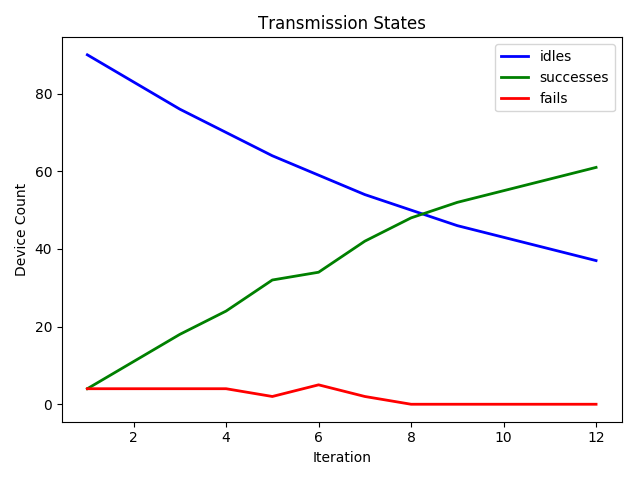 Transmission States
idles
successes
fails
Device Count
80
60
40
20
0
2 4 6 8 10 12
Iteration